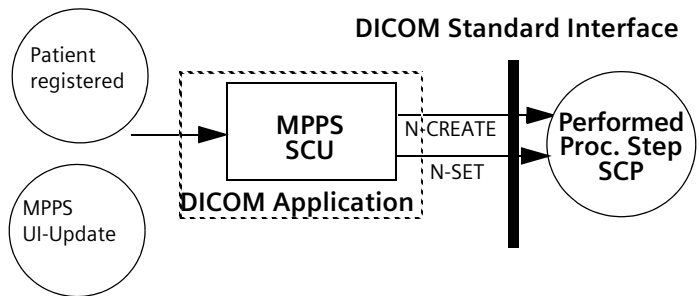 DICOM Standard Interface
Patient
registered
MPPS
SCU
N-CREATE
N-SET
Performed
Proc. Step
SCP
DICOM Application
MPPS
UI-Update